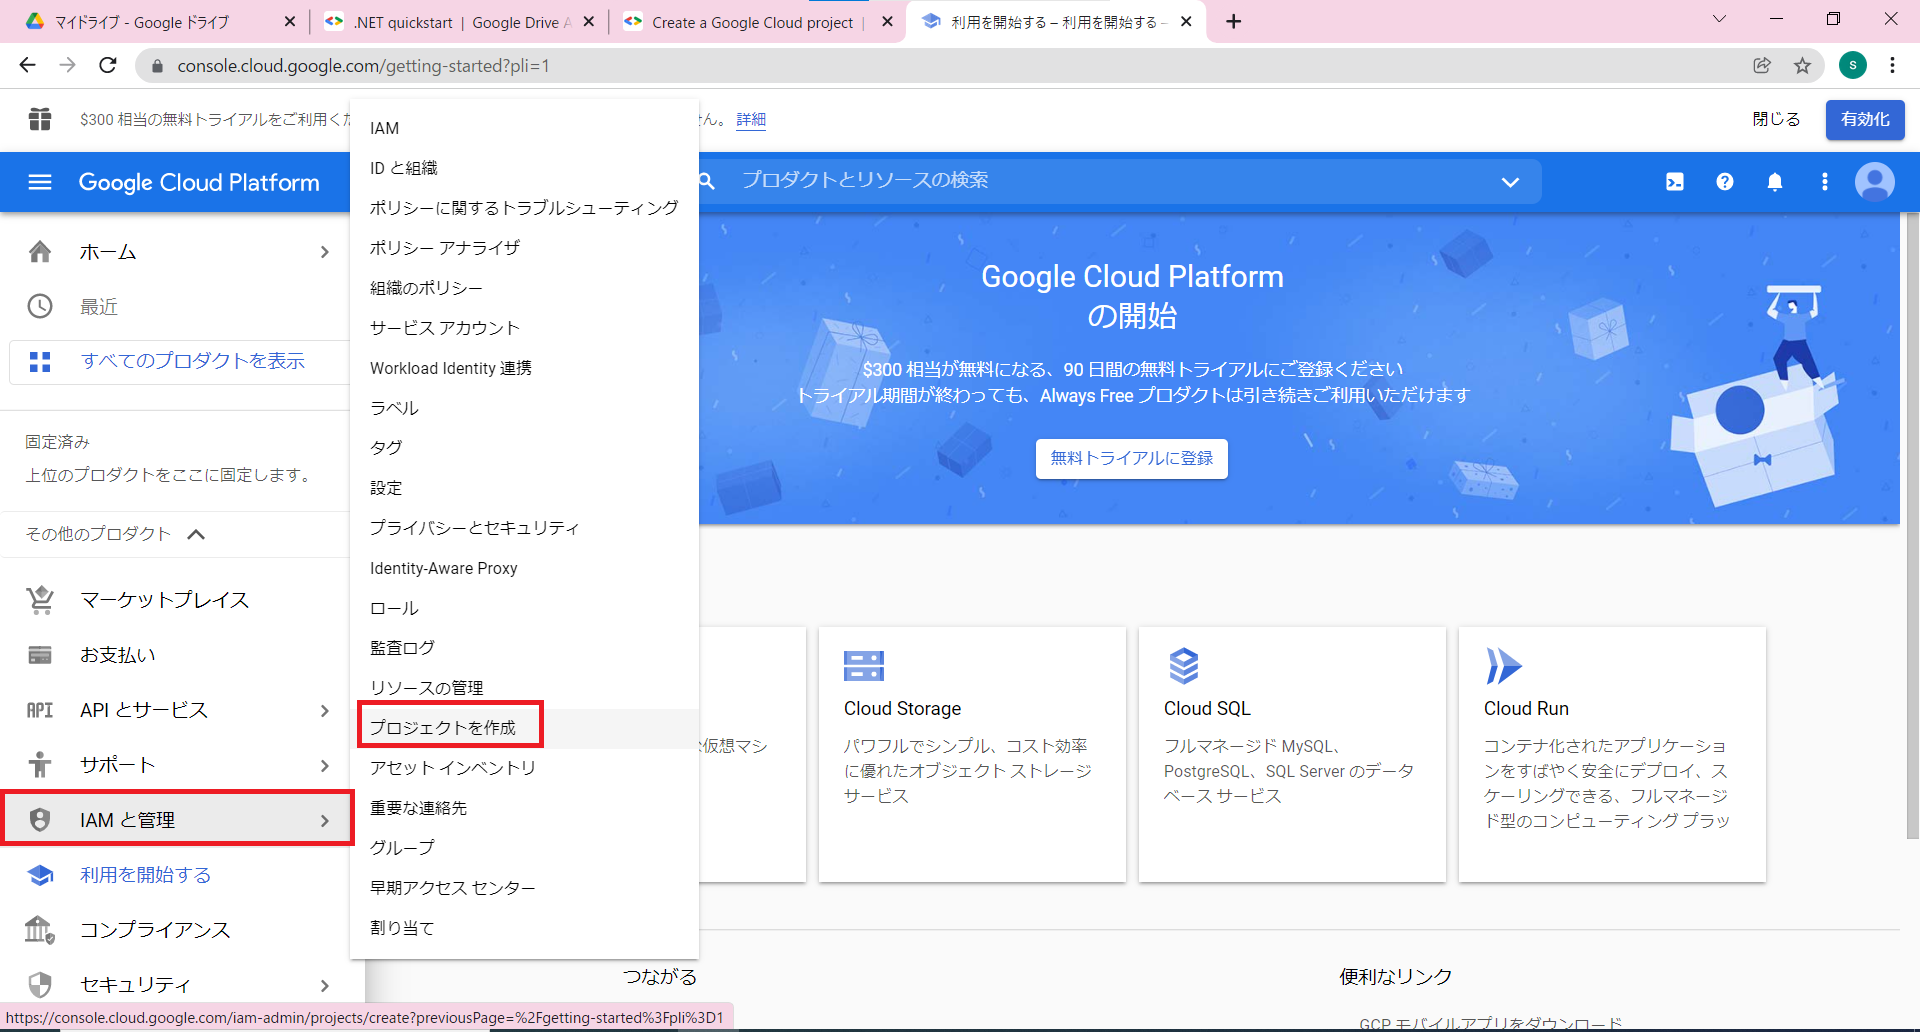 マイドライブ - Google ドライブ
.NET quickstart | Google Drive A
Create a Google Cloud project |
利用を開始する – 利用を開始する –
console.cloud.google.com/getting-started?pli=1
s
$300 相当の無料トライアルをご利用くだ
せん。 詳細
閉じる
有効化
Google Cloud Platform
プロダクトとリソースの検索
ホーム
最近
すべてのプロダクトを表示
固定済み
上位のプロダクトをここに固定します。
その他のプロダクト
マーケットプレイス
お支払い
API API とサービス
サポート
IAM と管理
利用を開始する
コンプライアンス
セキュリティ
IAM
ID と組織
ポリシーに関するトラブルシューティング
ポリシー アナライザ
組織のポリシー
サービス アカウント
Workload Identity 連携
ラベル
タグ
設定
プライバシーとセキュリティ
Identity-Aware Proxy
ロール
監査ログ
リソースの管理
プロジェクトを作成
アセット インベントリ
重要な連絡先
グループ
早期アクセス センター
割り当て
Google Cloud Platform
の開始
$300 相当が無料になる、90 日間の無料トライアルにご登録ください
トライアル期間が終わっても、Always Free プロダクトは引き続きご利用いただけます
無料トライアルに登録
仮想マシ
Cloud Storage
パワフルでシンプル、コスト効率
に優れたオブジェクト ストレージ
サービス
Cloud SQL
フルマネージド MySQL、
PostgreSQL、SQL Server のデータ
ベース サービス
Cloud Run
コンテナ化されたアプリケーショ
ンをすばやく安全にデプロイ、ス
ケーリングできる、フルマネージ
ド型のコンピューティング プラッ
つながる
便利なリンク
GCP モバイルアプリをダウンロード
https://console.cloud.google.com/iam-admin/projects/create?previousPage=%2Fgetting-started%3Fpli%3D1